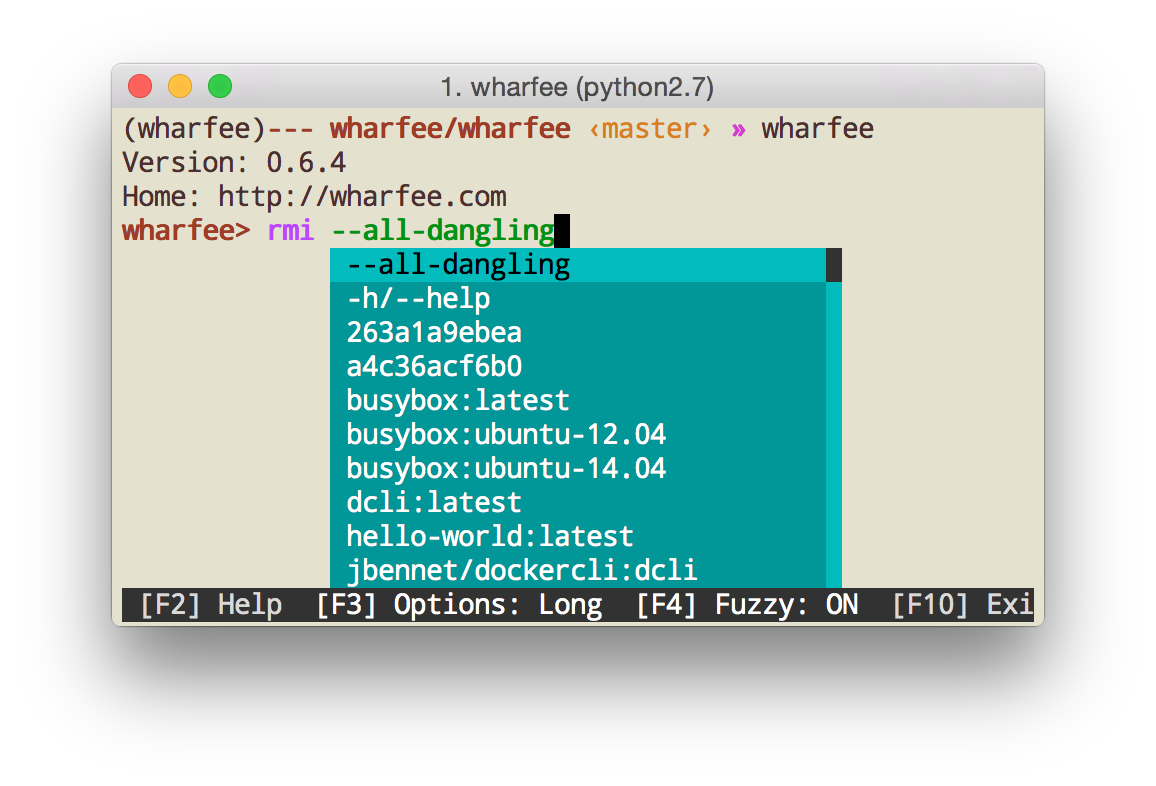 1. wharfee (python2.7)
(wharfee)--- wharfee/wharfee ‹master› » wharfee
Version: 0.6.4
Home: http://wharfee.com
wharfee> rmi --all-dangling
--all-dangling
-h/--help
263a1a9ebea
a4c36acf6b0
busybox:latest
busybox:ubuntu-12.04
busybox:ubuntu-14.04
dcli:latest
hello-world:latest
jbennet/dockercli:dcli
[F2] Help [F3] Options: Long [F4] Fuzzy: ON [F10] Exi